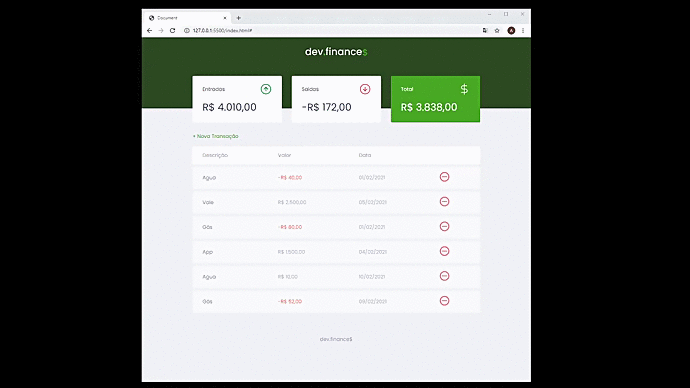 Document
127.0.0.1:5500/index.html#
dev.finance$
Entradas
R$ 4.010,00
Saídas
-R$ 172,00
Total
R$ 3.838,00
+ Nova Transação
Descrição Valor Data
Agua -R$ 40,00 01/02/2021
Vale R$ 2.500,00 05/02/2021
Gás -R$ 80,00 01/02/2021
App R$ 1.500,00 04/02/2021
Agua R$ 10,00 10/02/2021
Gás -R$ 52,00 09/02/2021
dev.finance$